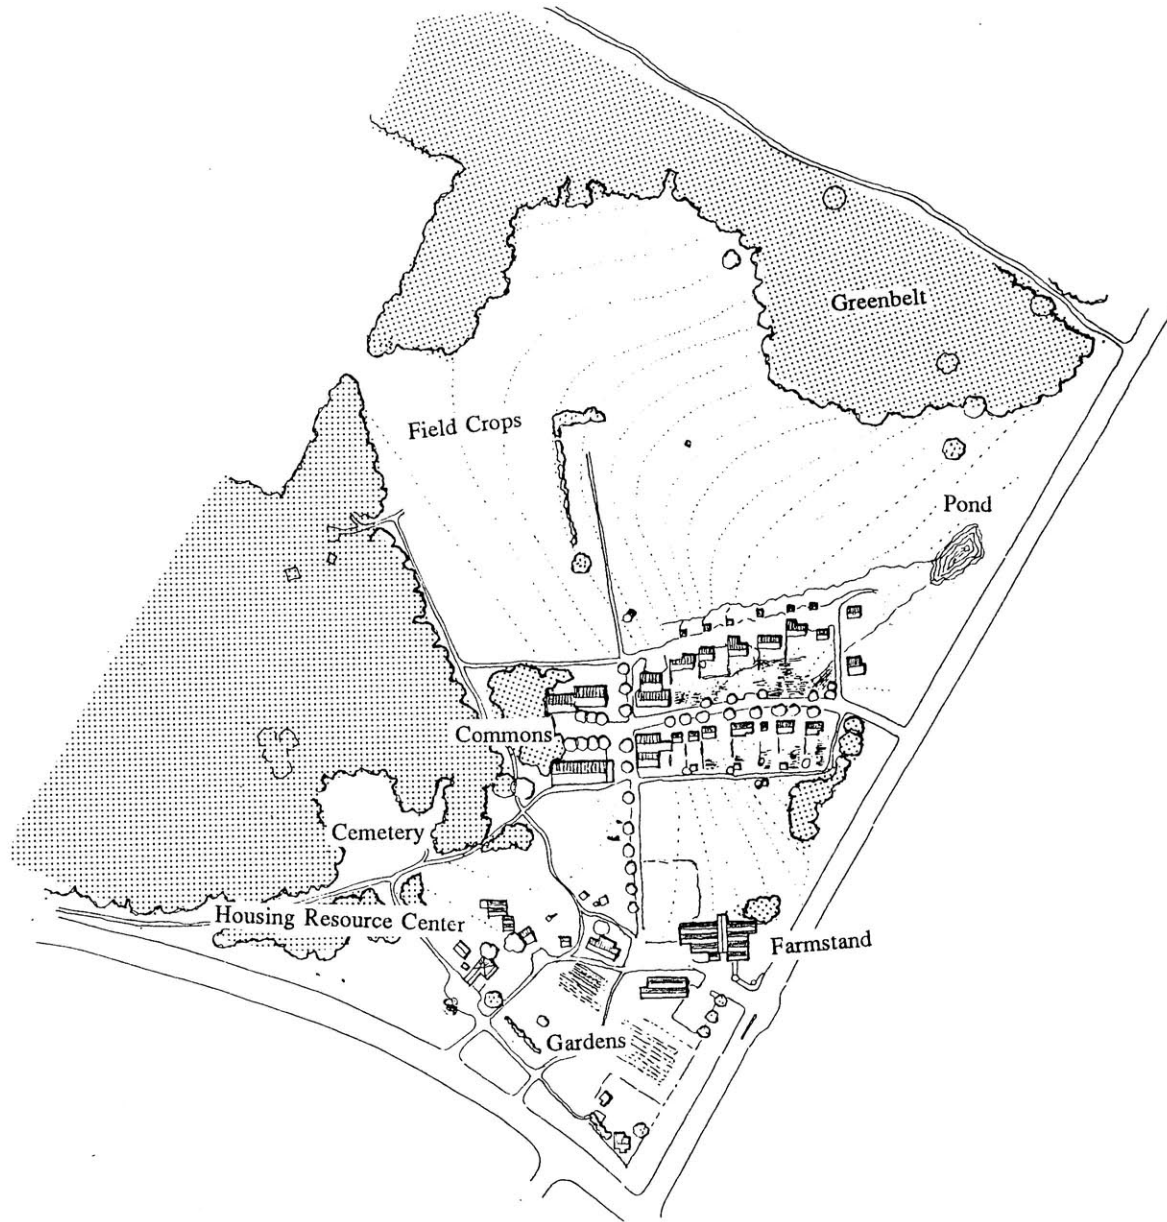 Greenbelt
Field Crops
Pond
Commons
Cemetery
Housing Resource Center
Farmstand
Gardens